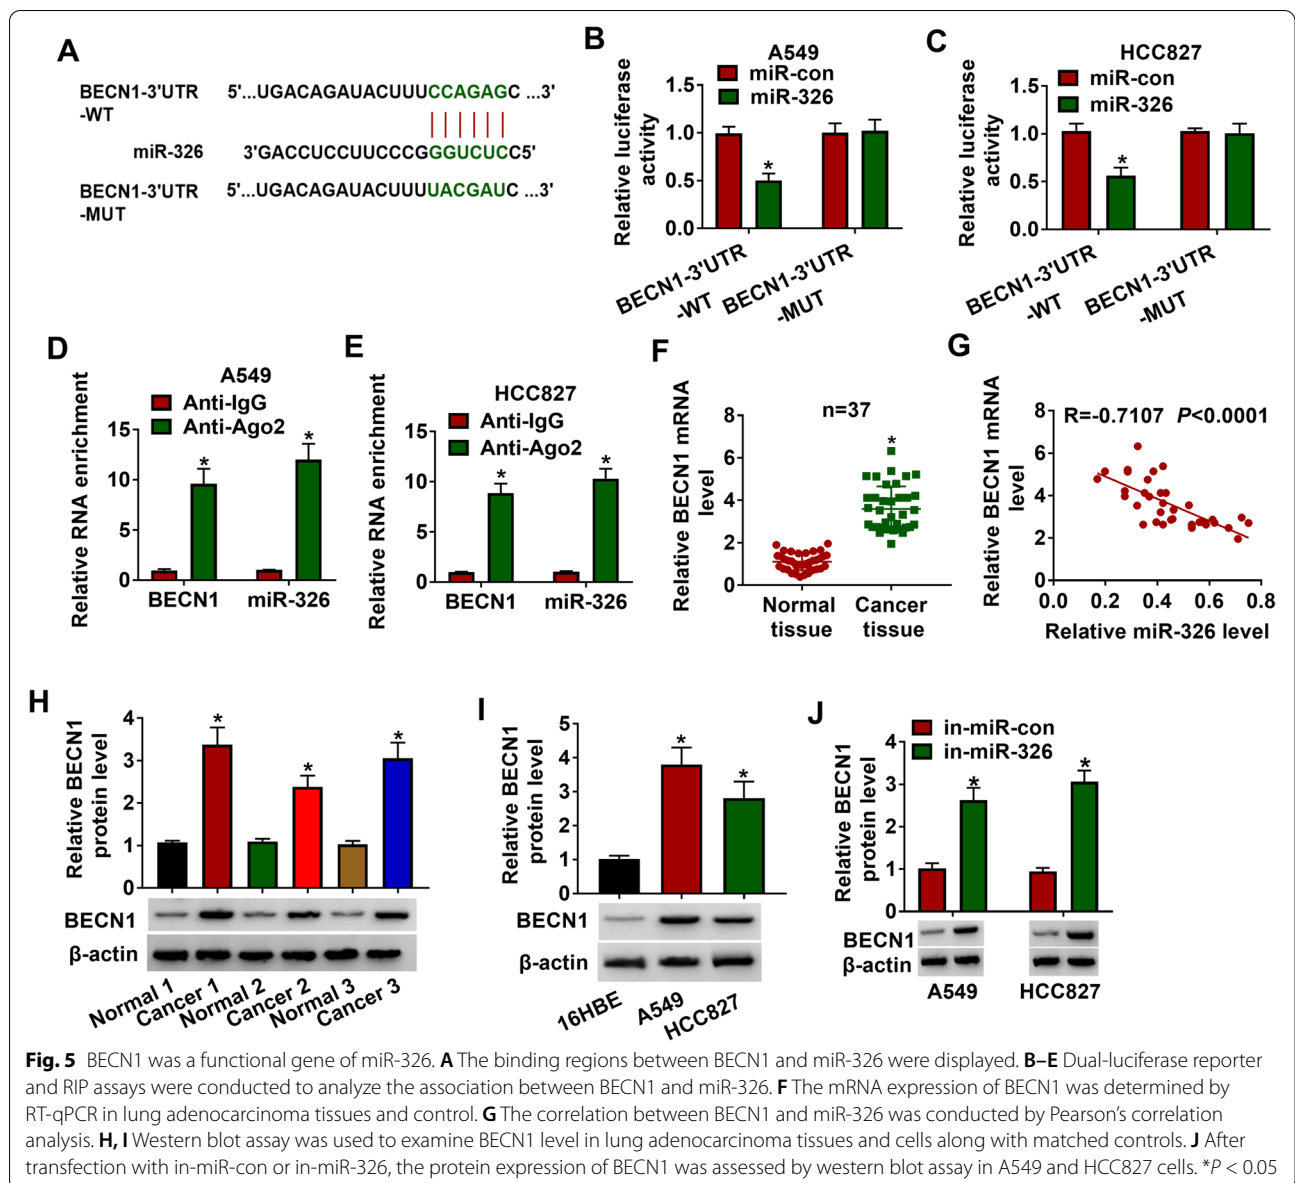 A
BECN1-3'UTR
-WT
5'...UGACAGAUACUUUCCAGAGC ...3'
miR-326
3'GACCUCCUUCCCGGGUCUCC5'
BECN1-3'UTR
-MUT
5'...UGACAGAUACUUUUACGAUC ...3'
B
A549
miR-con
miR-326
Relative luciferase
activity
1.5
1.0
0.5
0.0
*
BECN1-3'UTR
-WT
BECN1-3'UTR
-MUT
C
HCC827
miR-con
miR-326
Relative luciferase
activity
1.5
1.0
0.5
0.0
*
BECN1-3'UTR
-WT
BECN1-3'UTR
-MUT
D
A549
Anti-IgG
Anti-Ago2
Relative RNA enrichment
15
10
5
0
*
*
BECN1 miR-326
E
HCC827
Anti-IgG
Anti-Ago2
Relative RNA enrichment
15
10
5
0
*
*
BECN1 miR-326
F
Relative BECN1 mRNA
level
8
6
4
2
0
n=37
*
Normal
tissue
Cancer
tissue
G
Relative BECN1 mRNA
level
8
6
4
2
0
R=-0.7107 P<0.0001
0.0 0.2 0.4 0.6 0.8
Relative miR-326 level
H
Relative BECN1
protein level
4
3
2
1
0
*
*
*
BECN1
β-actin
Normal 1
Cancer 1
Normal 2
Cancer 2
Normal 3
Cancer 3
I
Relative BECN1
protein level
5
4
3
2
1
0
*
*
BECN1
β-actin
16HBE
A549
HCC827
J
in-miR-con
in-miR-326
Relative BECN1
protein level
4
3
2
1
0
*
*
BECN1
β-actin
A549 HCC827
Fig. 5 BECN1 was a functional gene of miR-326. A The binding regions between BECN1 and miR-326 were displayed. B–E Dual-luciferase reporter
and RIP assays were conducted to analyze the association between BECN1 and miR-326. F The mRNA expression of BECN1 was determined by
RT-qPCR in lung adenocarcinoma tissues and control. G The correlation between BECN1 and miR-326 was conducted by Pearson's correlation
analysis. H, I Western blot assay was used to examine BECN1 level in lung adenocarcinoma tissues and cells along with matched controls. J After
transfection with in-miR-con or in-miR-326, the protein expression of BECN1 was assessed by western blot assay in A549 and HCC827 cells. *P < 0.05